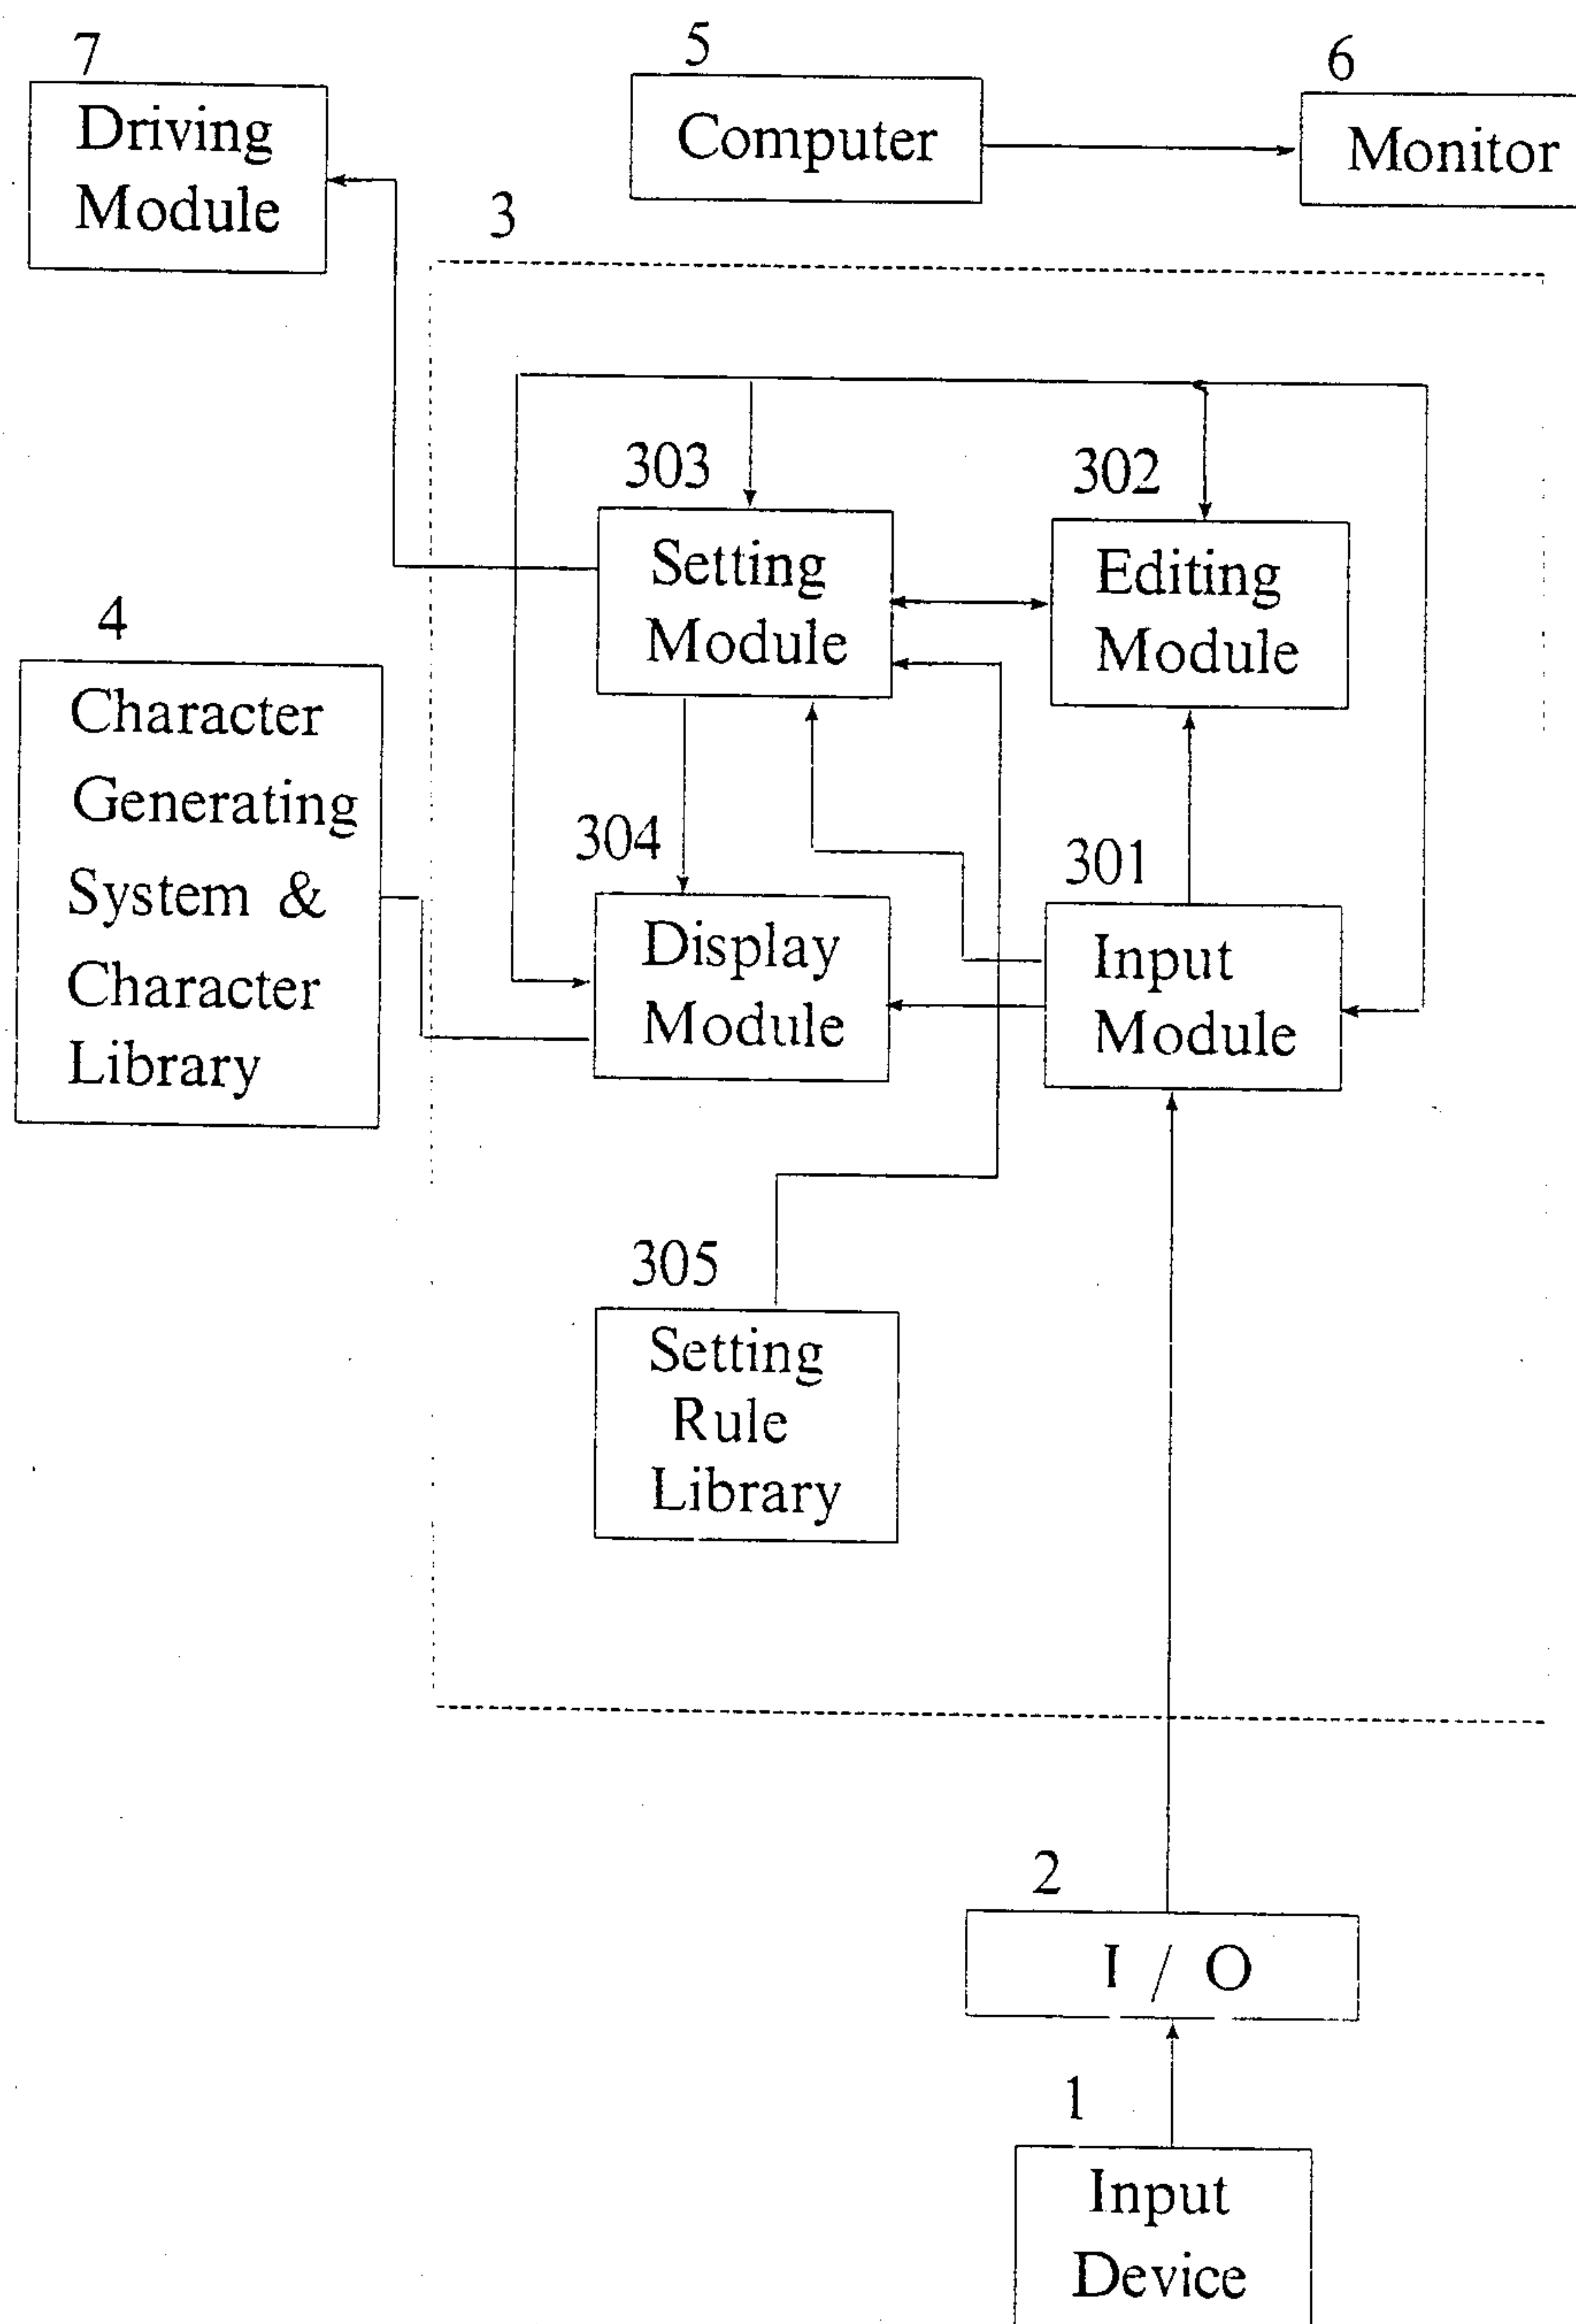 7
Driving
Module
5
Computer
6
Monitor
3
303
Setting
Module
302
Editing
Module
4
Character
Generating
System &
Character
Library
304
Display
Module
301
Input
Module
305
Setting
Rule
Library
2
I / O
1
Input
Device